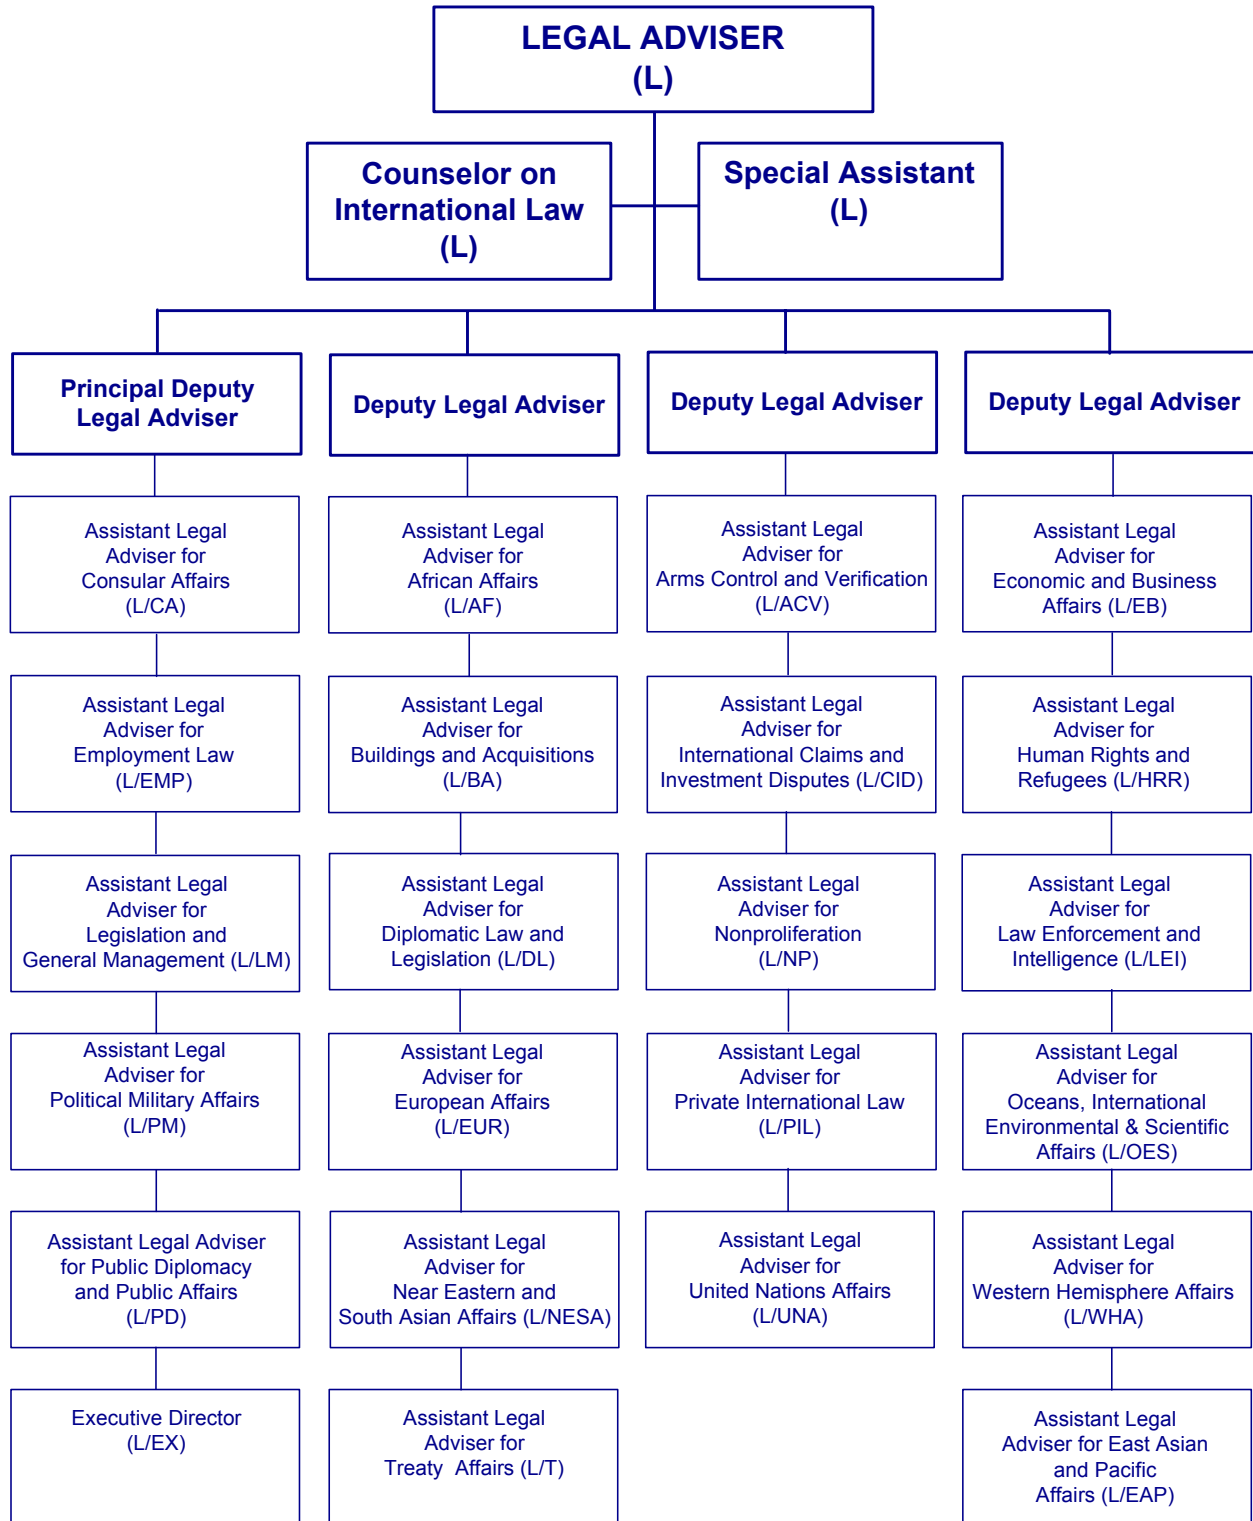 LEGAL ADVISER
(L)
Counselor on
International Law
(L)
Special Assistant
(L)
Principal Deputy
Legal Adviser
Deputy Legal Adviser
Deputy Legal Adviser
Deputy Legal Adviser
Assistant Legal
Adviser for
Consular Affairs
(L/CA)
Assistant Legal
Adviser for
African Affairs
(L/AF)
Assistant Legal
Adviser for
Arms Control and Verification
(L/ACV)
Assistant Legal
Adviser for
Economic and Business
Affairs (L/EB)
Assistant Legal
Adviser for
Employment Law
(L/EMP)
Assistant Legal
Adviser for
Buildings and Acquisitions
(L/BA)
Assistant Legal
Adviser for
International Claims and
Investment Disputes (L/CID)
Assistant Legal
Adviser for
Human Rights and
Refugees (L/HRR)
Assistant Legal
Adviser for
Legislation and
General Management (L/LM)
Assistant Legal
Adviser for
Diplomatic Law and
Legislation (L/DL)
Assistant Legal
Adviser for
Nonproliferation
(L/NP)
Assistant Legal
Adviser for
Law Enforcement and
Intelligence (L/LEI)
Assistant Legal
Adviser for
Political Military Affairs
(L/PM)
Assistant Legal
Adviser for
European Affairs
(L/EUR)
Assistant Legal
Adviser for
Private International Law
(L/PIL)
Assistant Legal
Adviser for
Oceans, International
Environmental & Scientific
Affairs (L/OES)
Assistant Legal Adviser
for Public Diplomacy
and Public Affairs
(L/PD)
Assistant Legal
Adviser for
Near Eastern and
South Asian Affairs (L/NESA)
Assistant Legal
Adviser for
United Nations Affairs
(L/UNA)
Assistant Legal
Adviser for
Western Hemisphere Affairs
(L/WHA)
Executive Director
(L/EX)
Assistant Legal
Adviser for
Treaty Affairs (L/T)
Assistant Legal
Adviser for East Asian
and Pacific
Affairs (L/EAP)